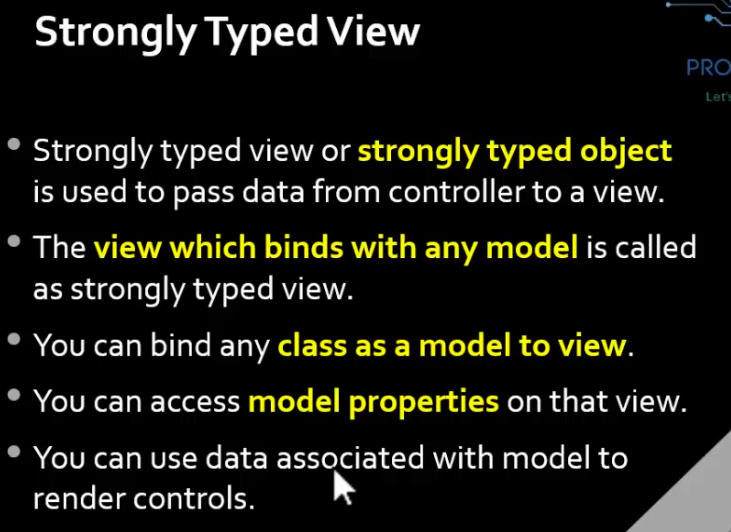 Strongly Typed View
PRO
Let's
• Strongly typed view or strongly typed object
is used to pass data from controller to a view.
• The view which binds with any model is called
as strongly typed view.
• You can bind any class as a model to view.
• You can access model properties on that view.
• You can use data associated with model to
render controls.